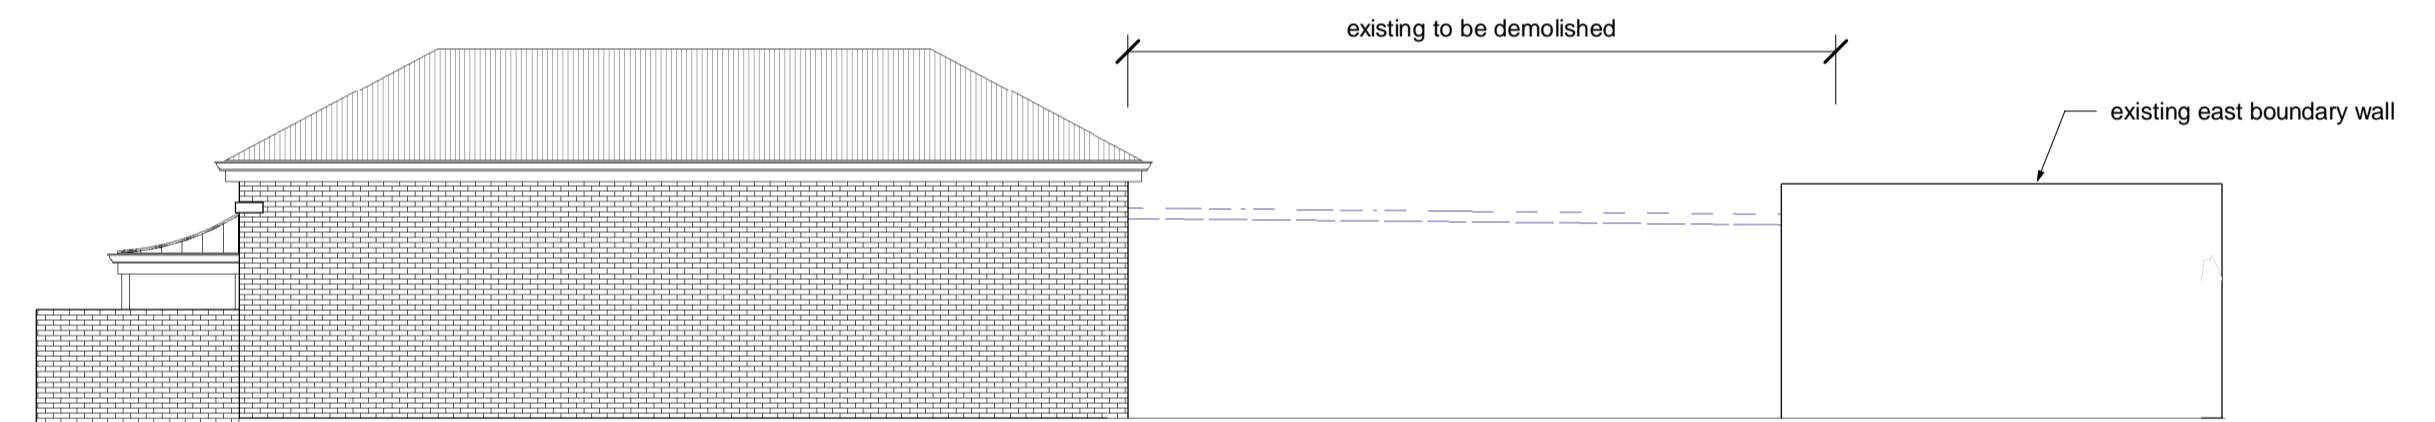 existing to be demolished
existing east boundary wall